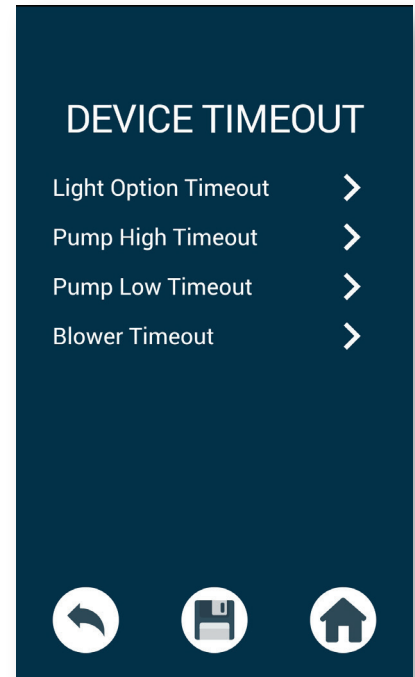 DEVICE TIMEOUT
Light Option Timeout
Pump High Timeout
Pump Low Timeout
Blower Timeout